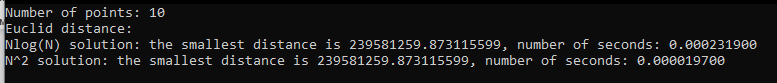 Number of points: 10
Euclid distance:
Nlog(N) solution: the smallest distance is 239581259.873115599, number of seconds: 0.000231900
N^2 solution: the smallest distance is 239581259.873115599, number of seconds: 0.000019700